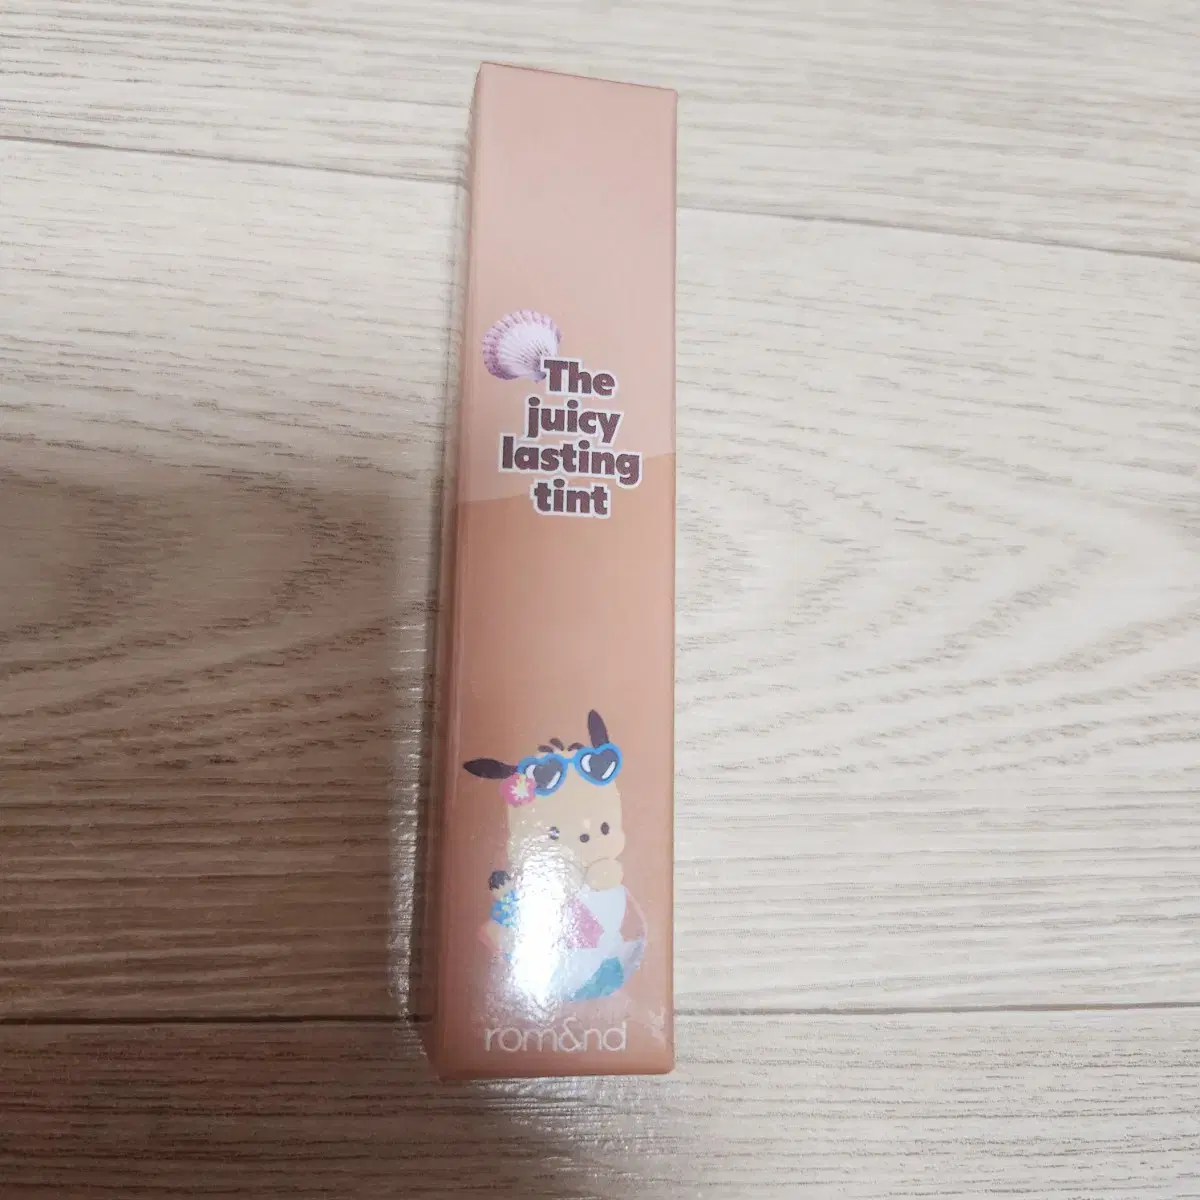 The
juicy
lasting
tint
rom&nd